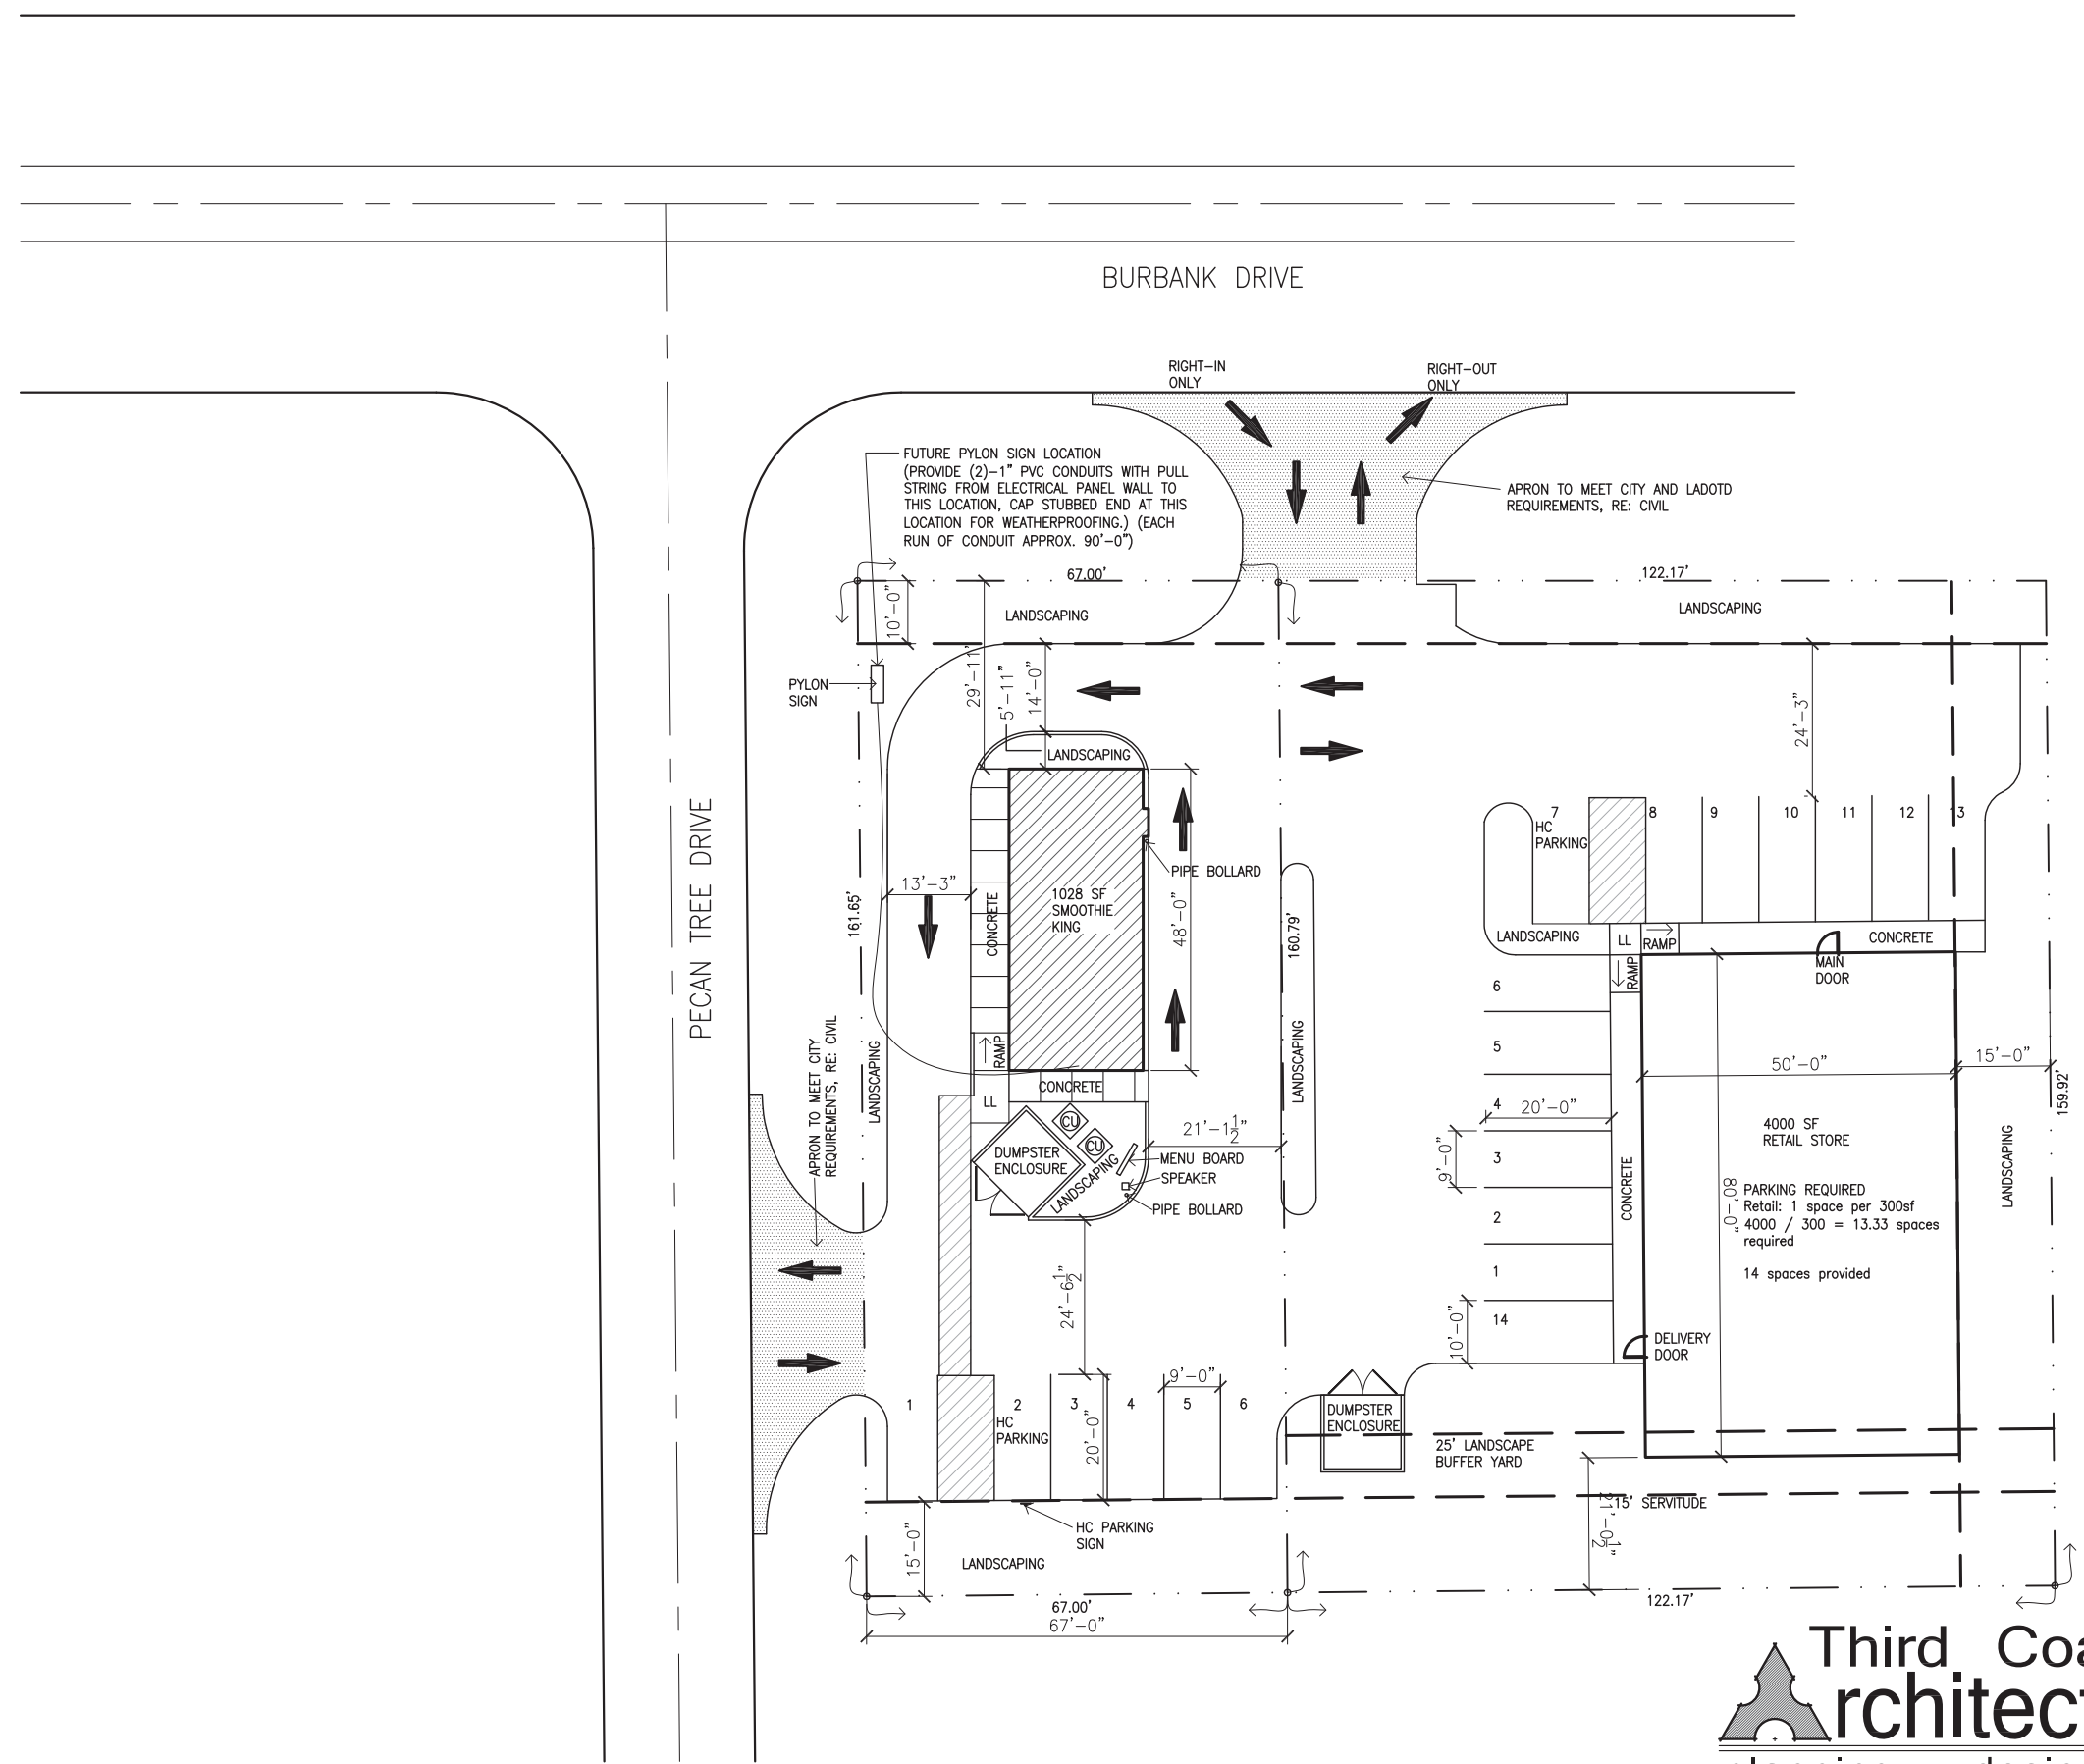 BURBANK DRIVE
RIGHT-IN
ONLY
RIGHT-OUT
ONLY
FUTURE PYLON SIGN LOCATION
(PROVIDE (2)-1" PVC CONDUITS WITH PULL
STRING FROM ELECTRICAL PANEL WALL TO
THIS LOCATION, CAP STUBBED END AT THIS
LOCATION FOR WEATHERPROOFING.) (EACH
RUN OF CONDUIT APPROX. 90'-0")
APRON TO MEET CITY AND LADOTD
REQUIREMENTS, RE: CIVIL
67.00'
122.17'
10'-0"
LANDSCAPING
LANDSCAPING
29'-11"
5'-11"
14'-0"
PYLON
SIGN
24'-3"
LANDSCAPING
PECAN TREE DRIVE
7
HC
PARKING
8
9
10
11
12
13
PIPE BOLLARD
13'-3"
161.65'
CONCRETE
1028 SF
SMOOTHIE
KING
48'-0"
160.79'
LANDSCAPING
LL
RAMP
CONCRETE
RAMP
MAIN
DOOR
6
5
4
20'-0"
9'-0"
3
2
1
14
10'-0"
50'-0"
15'-0"
159.92'
APRON TO MEET CITY
REQUIREMENTS, RE: CIVIL
LANDSCAPING
RAMP
LANDSCAPING
CONCRETE
LL
CU
CU
21'-1 1/2"
DUMPSTER
ENCLOSURE
LANDSCAPING
MENU BOARD
SPEAKER
PIPE BOLLARD
4000 SF
RETAIL STORE
80'-0"
PARKING REQUIRED
Retail: 1 space per 300sf
4000 / 300 = 13.33 spaces
required
14 spaces provided
CONCRETE
LANDSCAPING
24'-6 1/2"
DELIVERY
DOOR
1
2
HC
PARKING
3
4
5
6
9'-0"
20'-0"
DUMPSTER
ENCLOSURE
25' LANDSCAPE
BUFFER YARD
15' SERVITUDE
21'-0 1/2"
HC PARKING
SIGN
15'-0"
LANDSCAPING
67.00'
67'-0"
122.17'
Third Coa
rchitect